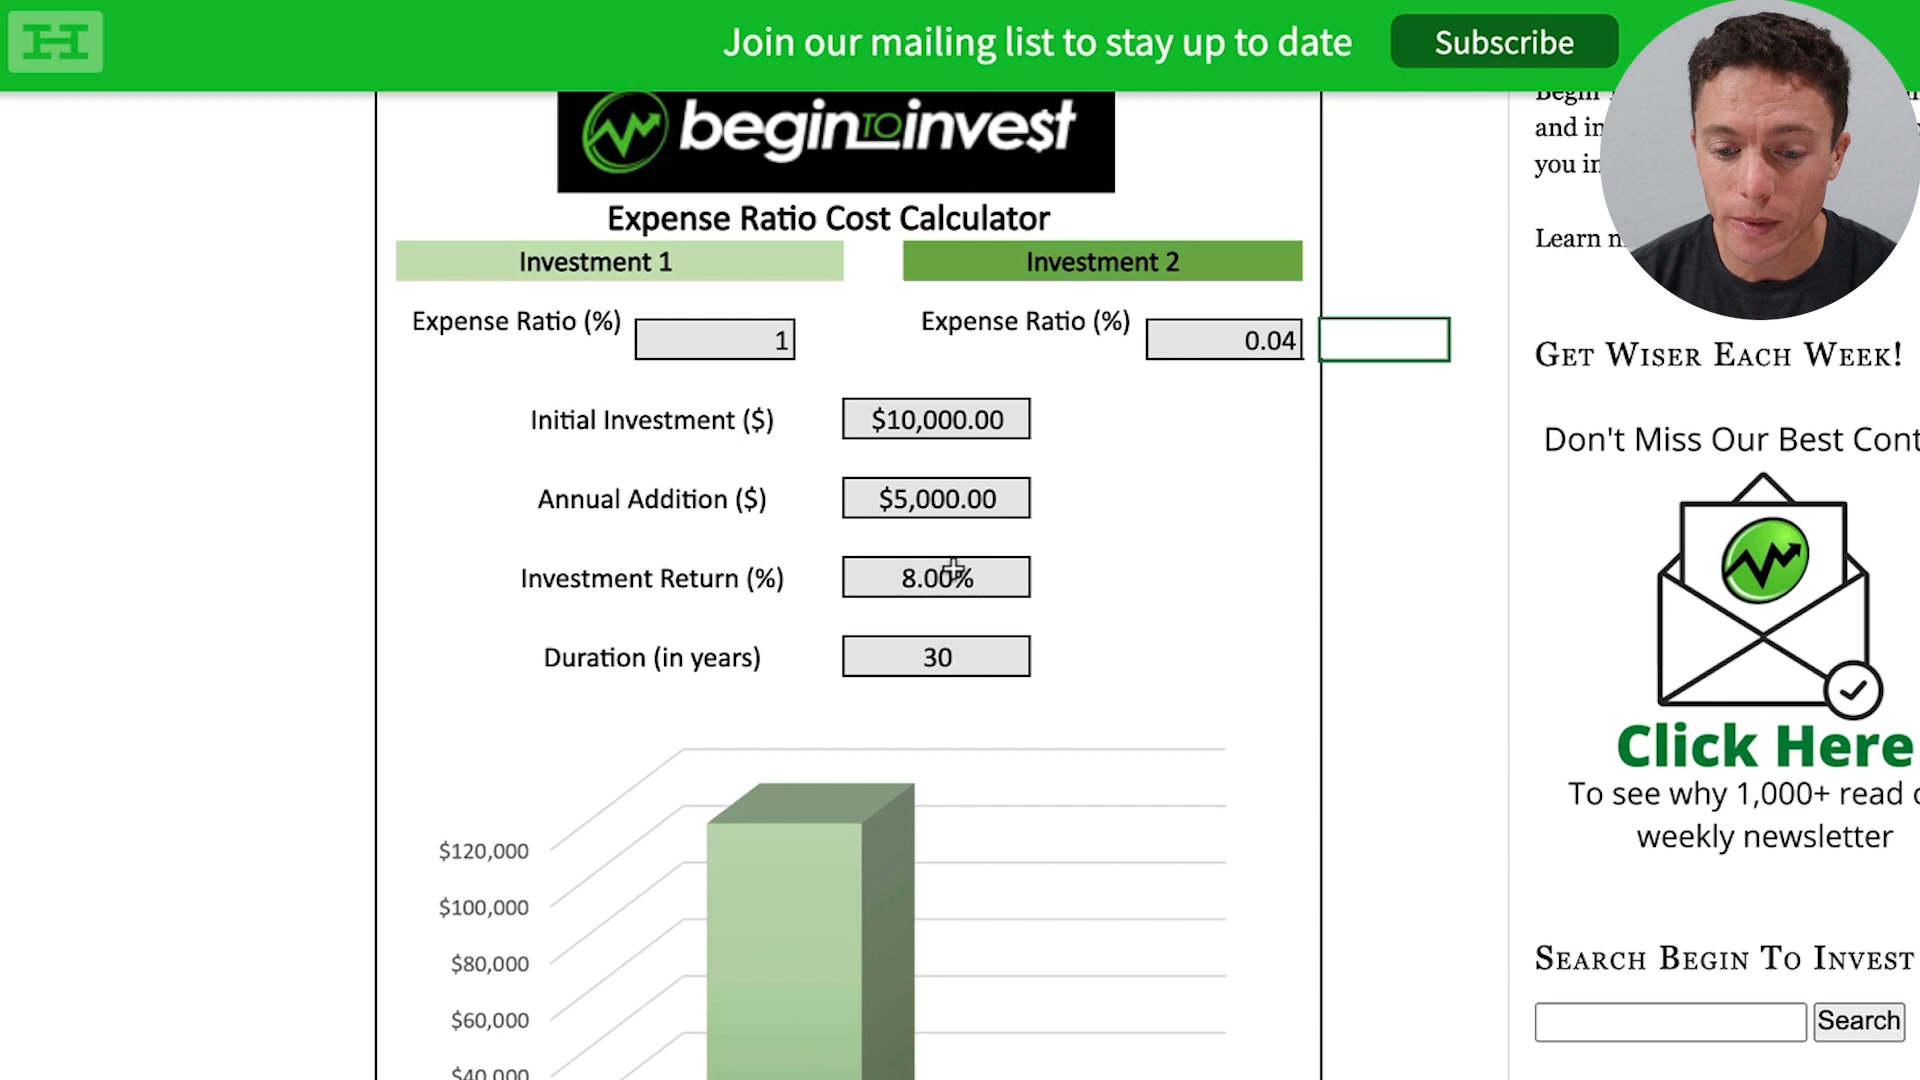 H
Join our mailing list to stay up to date
Subscribe
begin TO inve$t
Expense Ratio Cost Calculator
Investment 1
Investment 2
Expense Ratio (%)
1
Expense Ratio (%)
0.04
Initial Investment ($)
$10,000.00
Annual Addition ($)
$5,000.00
Investment Return (%)
8.00%
Duration (in years)
30
$120,000
$100,000
$80,000
$60,000
$40,000
Begin
and in
you in
Learn
Get Wiser Each Week!
Don't Miss Our Best Cont
Click Here
To see why 1,000+ read
weekly newsletter
Search Begin To Invest
Search